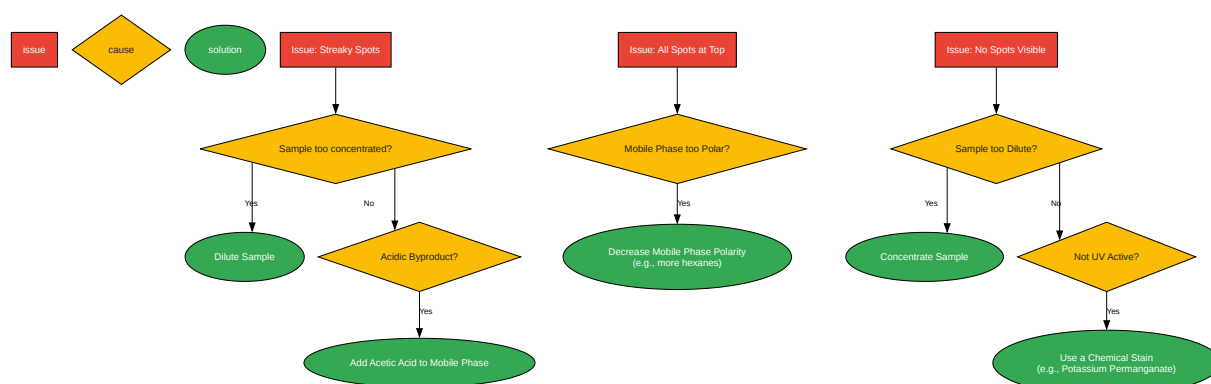 issue
cause
solution
Issue: Streaky Spots
Issue: All Spots at Top
Issue: No Spots Visible
Sample too concentrated?
Mobile Phase too Polar?
Sample too Dilute?
Yes
No
Yes
Yes
No
Dilute Sample
Acidic Byproduct?
Decrease Mobile Phase Polarity
(e.g., more hexanes)
Concentrate Sample
Not UV Active?
Yes
Yes
Add Acetic Acid to Mobile Phase
Use a Chemical Stain
(e.g., Potassium Permanganate)